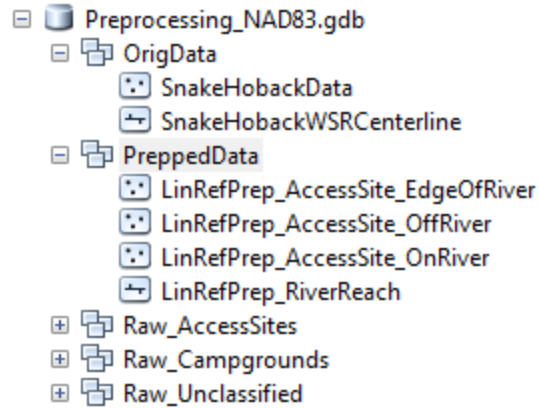 Preprocessing_NAD83.gdb
OrigData
SnakeHobackData
SnakeHobackWSRCenterline
PreppedData
LinRefPrep_AccessSite_EdgeOfRiver
LinRefPrep_AccessSite_OffRiver
LinRefPrep_AccessSite_OnRiver
LinRefPrep_RiverReach
Raw_AccessSites
Raw_Campgrounds
Raw_Unclassified